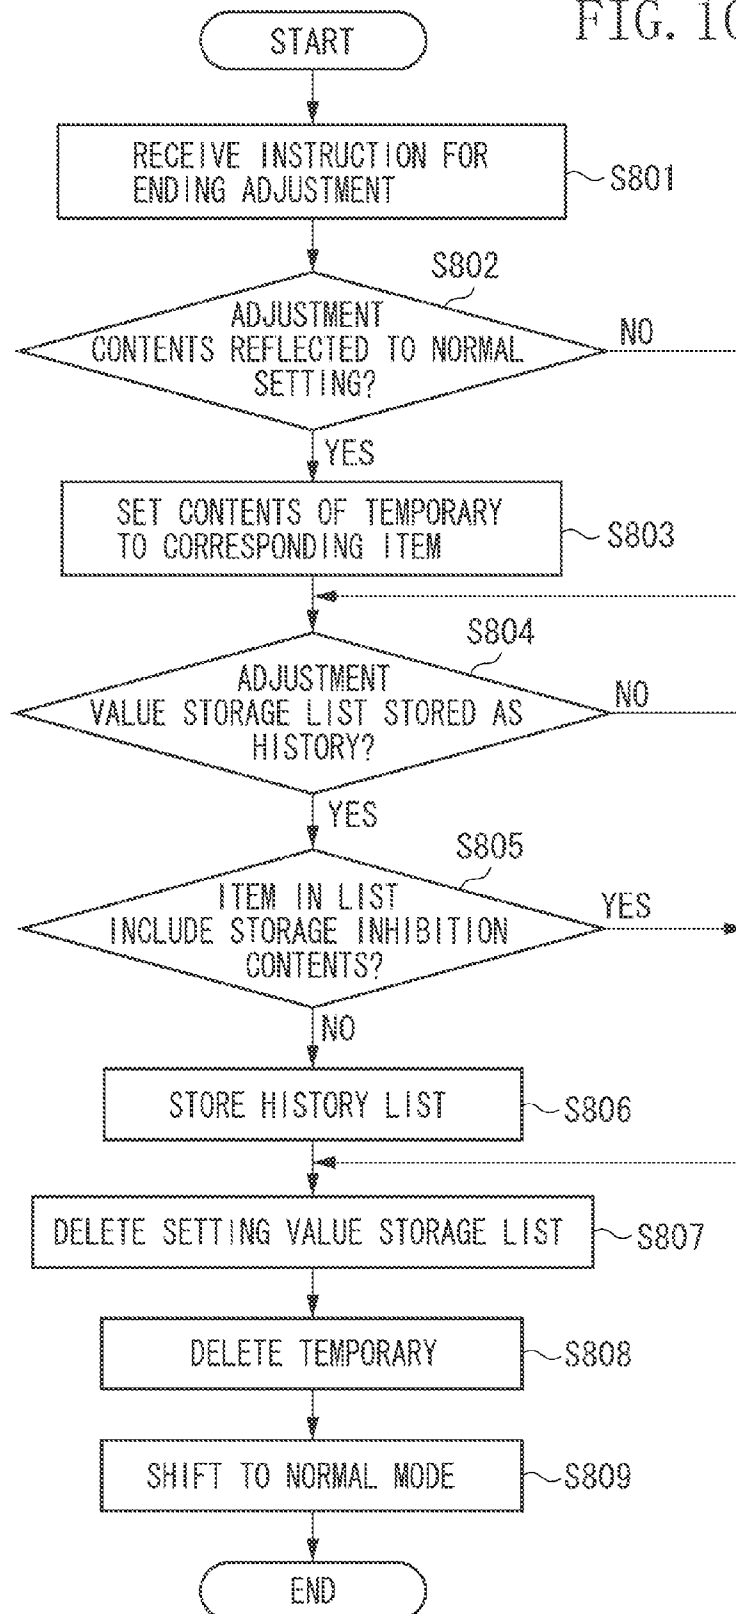 FIG. 10
START
RECEIVE INSTRUCTION FOR
ENDING ADJUSTMENT
S801
S802
ADJUSTMENT
CONTENTS REFLECTED TO NORMAL
SETTING?
NO
YES
SET CONTENTS OF TEMPORARY
TO CORRESPONDING ITEM
S803
S804
ADJUSTMENT
VALUE STORAGE LIST STORED AS
HISTORY?
NO
YES
S805
ITEM IN LIST
INCLUDE STORAGE INHIBITION
CONTENTS?
YES
NO
STORE HISTORY LIST
S806
DELETE SETTING VALUE STORAGE LIST
S807
DELETE TEMPORARY
S808
SHIFT TO NORMAL MODE
S809
END